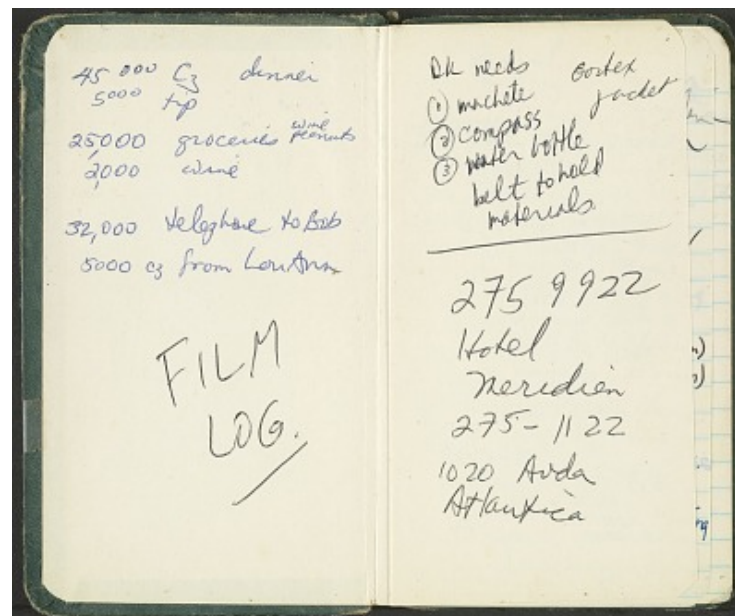 45 000 Cz dinner
5000 tip
25,000 groceries wine peanuts
2,000 wine
32,000 telephone to Bob
5000 cz from LouAnn
FILM
LOG.
DK needs
① machete
② compass
③ water bottle
belt to hold
materials
Gortex
jacket
275 9922
Hotel
Meridien
275-1122
1020 Avda
Atlantica